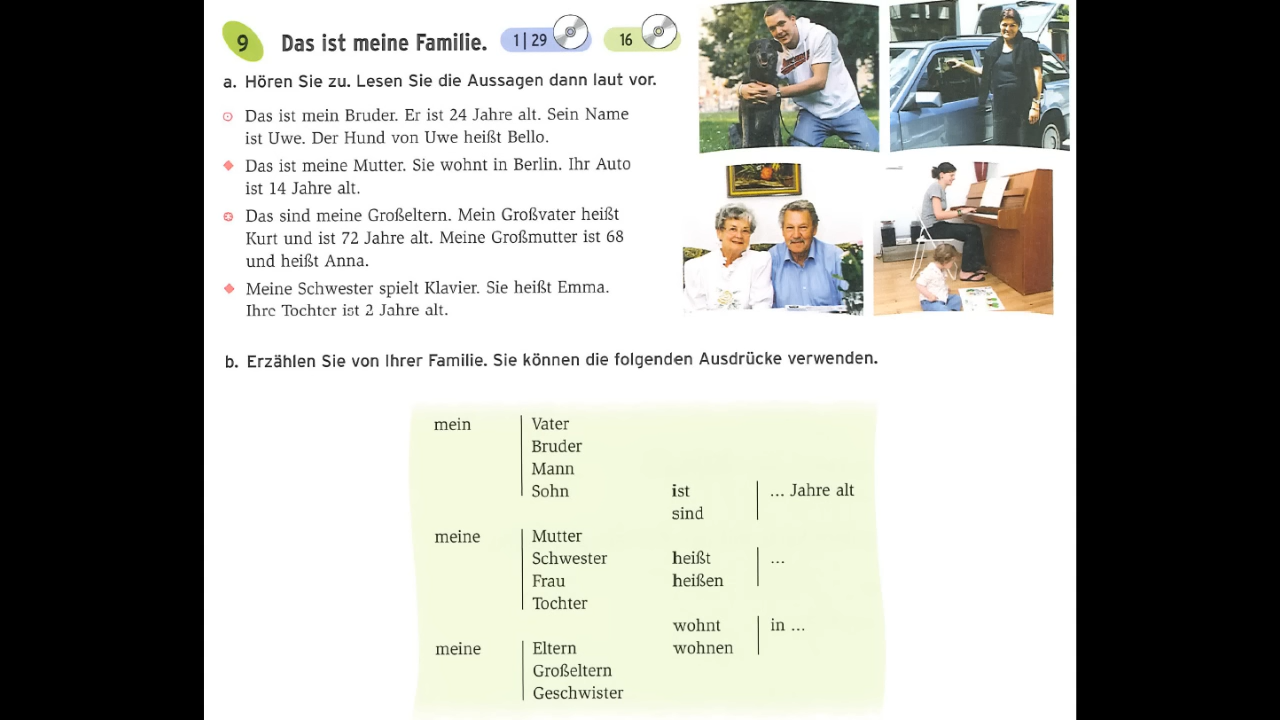 9 Das ist meine Familie. 1|29 16
a. Hören Sie zu. Lesen Sie die Aussagen dann laut vor.
Das ist mein Bruder. Er ist 24 Jahre alt. Sein Name
ist Uwe. Der Hund von Uwe heißt Bello.
Das ist meine Mutter. Sie wohnt in Berlin. Ihr Auto
ist 14 Jahre alt.
Das sind meine Großeltern. Mein Großvater heißt
Kurt und ist 72 Jahre alt. Meine Großmutter ist 68
und heißt Anna.
Meine Schwester spielt Klavier. Sie heißt Emma.
Ihre Tochter ist 2 Jahre alt.
b. Erzählen Sie von Ihrer Familie. Sie können die folgenden Ausdrücke verwenden.
mein Vater
Bruder
Mann
Sohn ist ... Jahre alt
sind
meine Mutter
Schwester heißt ...
Frau heißen
Tochter
wohnt in ...
meine Eltern wohnen
Großeltern
Geschwister